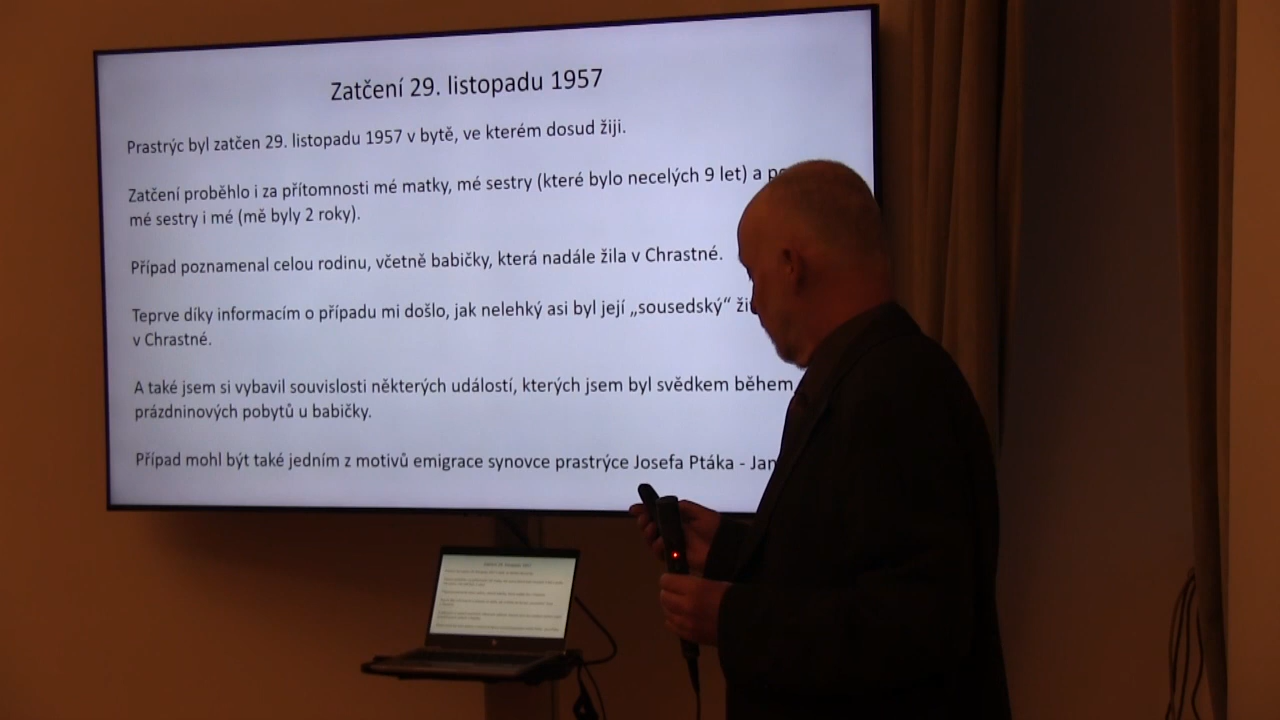 Zatčení 29. listopadu 1957
Prastrýc byl zatčen 29. listopadu 1957 v bytě, ve kterém dosud žiji.
Zatčení proběhlo i za přítomnosti mé matky, mé sestry (které bylo necelých 9 let) a
mé sestry i mé (mě byly 2 roky).
Případ poznamenal celou rodinu, včetně babičky, která nadále žila v Chrastné.
Teprve díky informacím o případu mi došlo, jak nelehký asi byl její „sousedský“
v Chrastné.
A také jsem si vybavil souvislosti některých událostí, kterých jsem byl svědkem během
prázdninových pobytů u babičky.
Případ mohl být také jedním z motivů emigrace synovce prastrýce Josefa Ptáka -